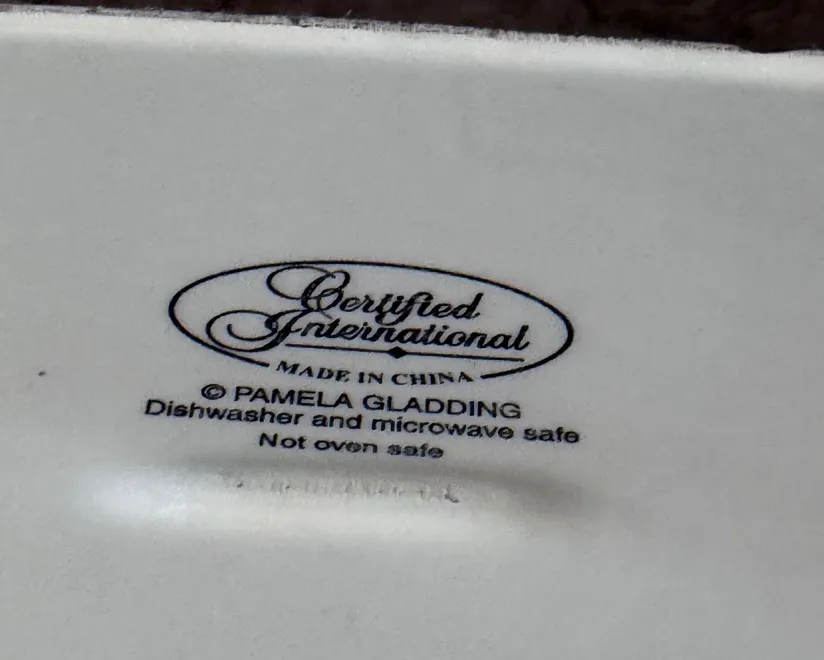 Certified
International
MADE IN CHINA
© PAMELA GLADDING
Dishwasher and microwave safe
Not oven safe